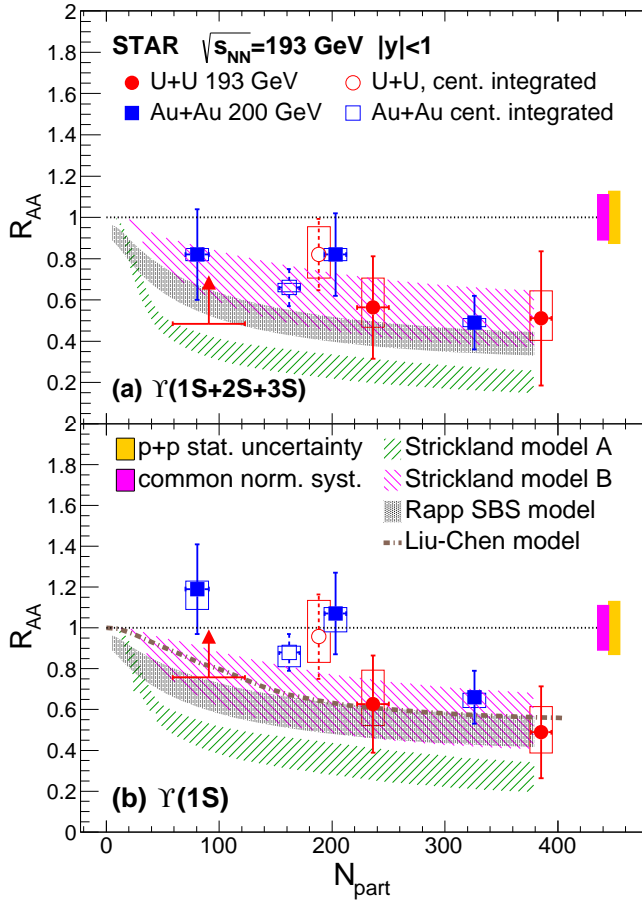 STAR √s_NN=193 GeV |y|<1
U+U 193 GeV
U+U, cent. integrated
Au+Au 200 GeV
Au+Au cent. integrated
2
1.8
1.6
1.4
1.2
1
0.8
0.6
0.4
0.2
R_AA
(a) ϒ(1S+2S+3S)
2
1.8
1.6
1.4
1.2
1
0.8
0.6
0.4
0.2
0
R_AA
p+p stat. uncertainty
common norm. syst.
Strickland model A
Strickland model B
Rapp SBS model
Liu-Chen model
(b) ϒ(1S)
0 100 200 300 400
N_part